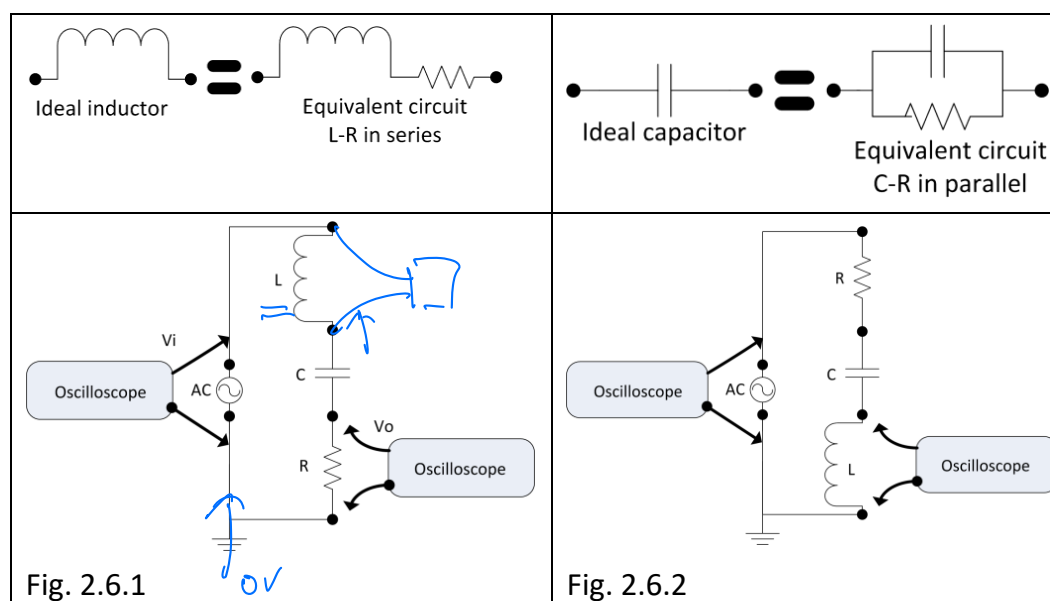 Ideal inductor
Equivalent circuit
L-R in series
Ideal capacitor
Equivalent circuit
C-R in parallel
L
Vi
Oscilloscope
AC
C
Vo
R
Oscilloscope
0V
Fig. 2.6.1
R
C
Oscilloscope
AC
L
Oscilloscope
Fig. 2.6.2